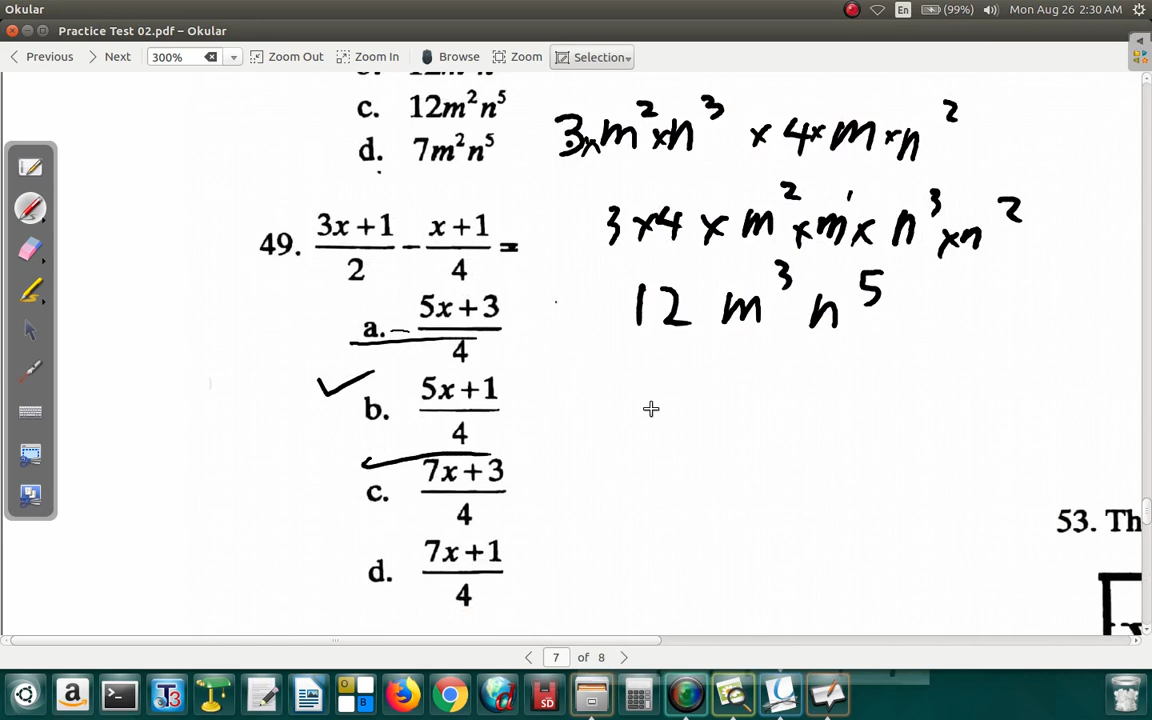 Okular
En
(99%)
Mon Aug 26 2:30 AM
Practice Test 02.pdf – Okular
Previous
Next
300%
Zoom Out
Zoom In
Browse
Zoom
Selection
c. 12m²n⁵
d. 7m²n⁵
3×m²×n³ ×4×m×n²
3×4×m²×m¹×n³×n²
12 m³ n⁵
49. (3x+1)/2 − (x+1)/4 =
a. (5x+3)/4
b. (5x+1)/4
c. (7x+3)/4
d. (7x+1)/4
53. Th
7 of 8
SD